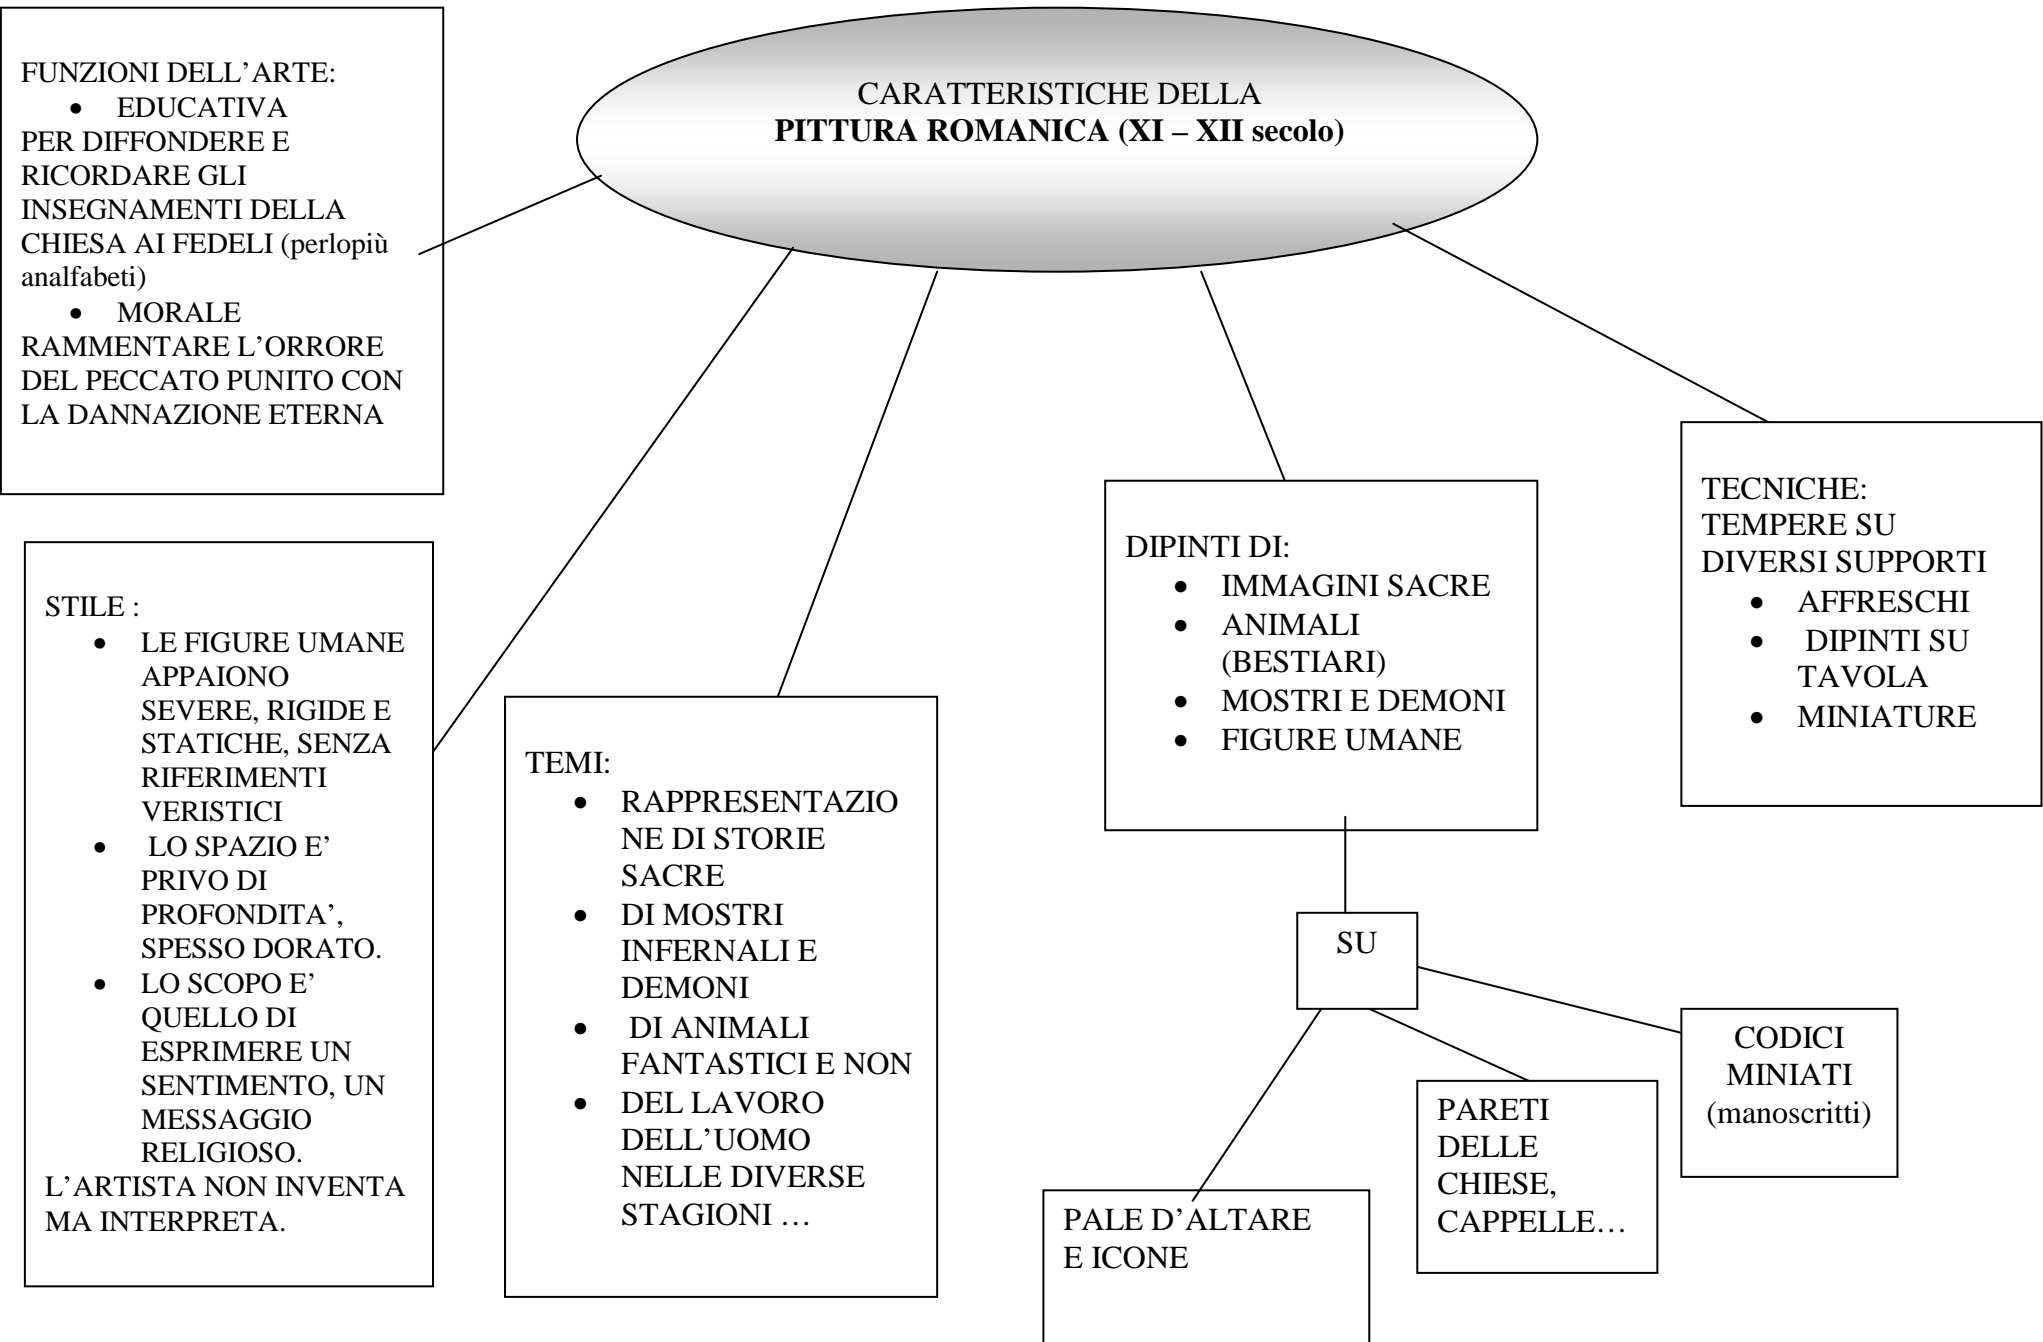 CARATTERISTICHE DELLA
PITTURA ROMANICA (XI – XII secolo)
FUNZIONI DELL’ARTE:
• EDUCATIVA
PER DIFFONDERE E
RICORDARE GLI
INSEGNAMENTI DELLA
CHIESA AI FEDELI (perlopiù
analfabeti)
• MORALE
RAMMENTARE L’ORRORE
DEL PECCATO PUNITO CON
LA DANNAZIONE ETERNA
STILE :
• LE FIGURE UMANE
APPAIONO
SEVERE, RIGIDE E
STATICHE, SENZA
RIFERIMENTI
VERISTICI
• LO SPAZIO E’
PRIVO DI
PROFONDITA’,
SPESSO DORATO.
• LO SCOPO E’
QUELLO DI
ESPRIMERE UN
SENTIMENTO, UN
MESSAGGIO
RELIGIOSO.
L’ARTISTA NON INVENTA
MA INTERPRETA.
TEMI:
• RAPPRESENTAZIO
NE DI STORIE
SACRE
• DI MOSTRI
INFERNALI E
DEMONI
• DI ANIMALI
FANTASTICI E NON
• DEL LAVORO
DELL’UOMO
NELLE DIVERSE
STAGIONI …
DIPINTI DI:
• IMMAGINI SACRE
• ANIMALI
(BESTIARI)
• MOSTRI E DEMONI
• FIGURE UMANE
TECNICHE:
TEMPERE SU
DIVERSI SUPPORTI
• AFFRESCHI
• DIPINTI SU
TAVOLA
• MINIATURE
SU
PALE D’ALTARE
E ICONE
PARETI
DELLE
CHIESE,
CAPPELLE…
CODICI
MINIATI
(manoscritti)